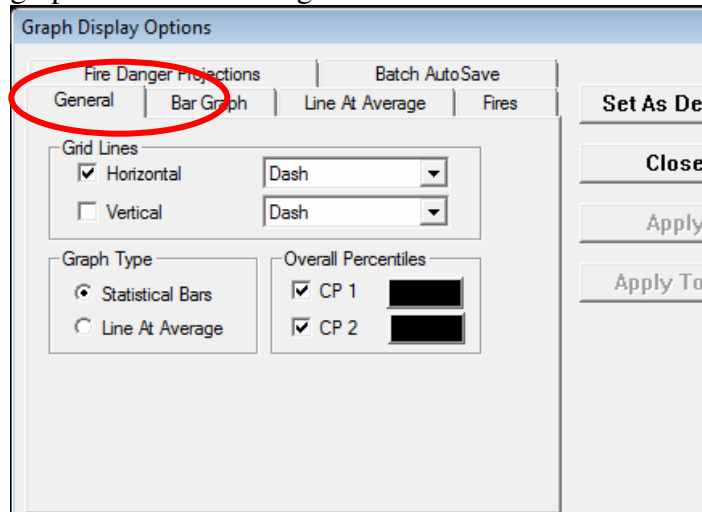 Graph Display Options
Fire Danger Projections Batch AutoSave
General Bar Graph Line At Average Fires
Set As De
Grid Lines
Horizontal Dash
Close
Vertical Dash
Apply
Graph Type Overall Percentiles
Statistical Bars CP 1
Apply To
Line At Average CP 2